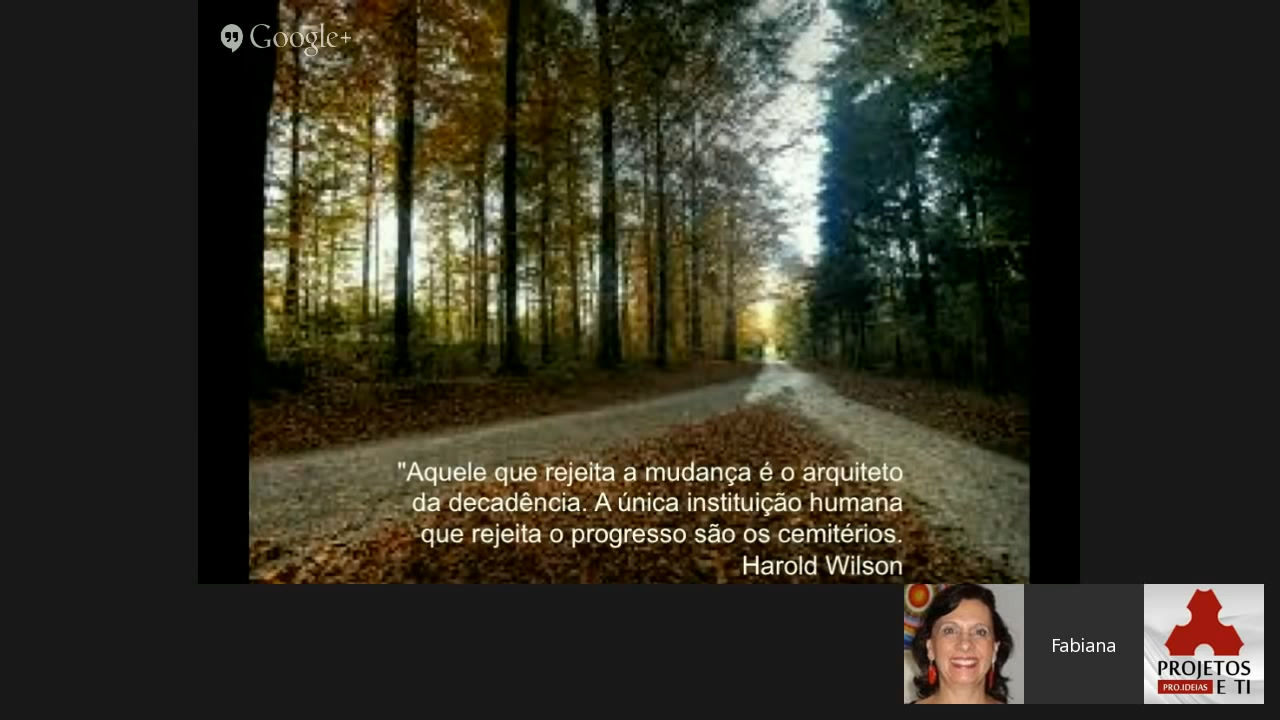 Google+
"Aquele que rejeita a mudança é o arquiteto
da decadência. A única instituição humana
que rejeita o progresso são os cemitérios.
Harold Wilson
Fabiana
PROJETOS
PRO.IDEIAS E TI